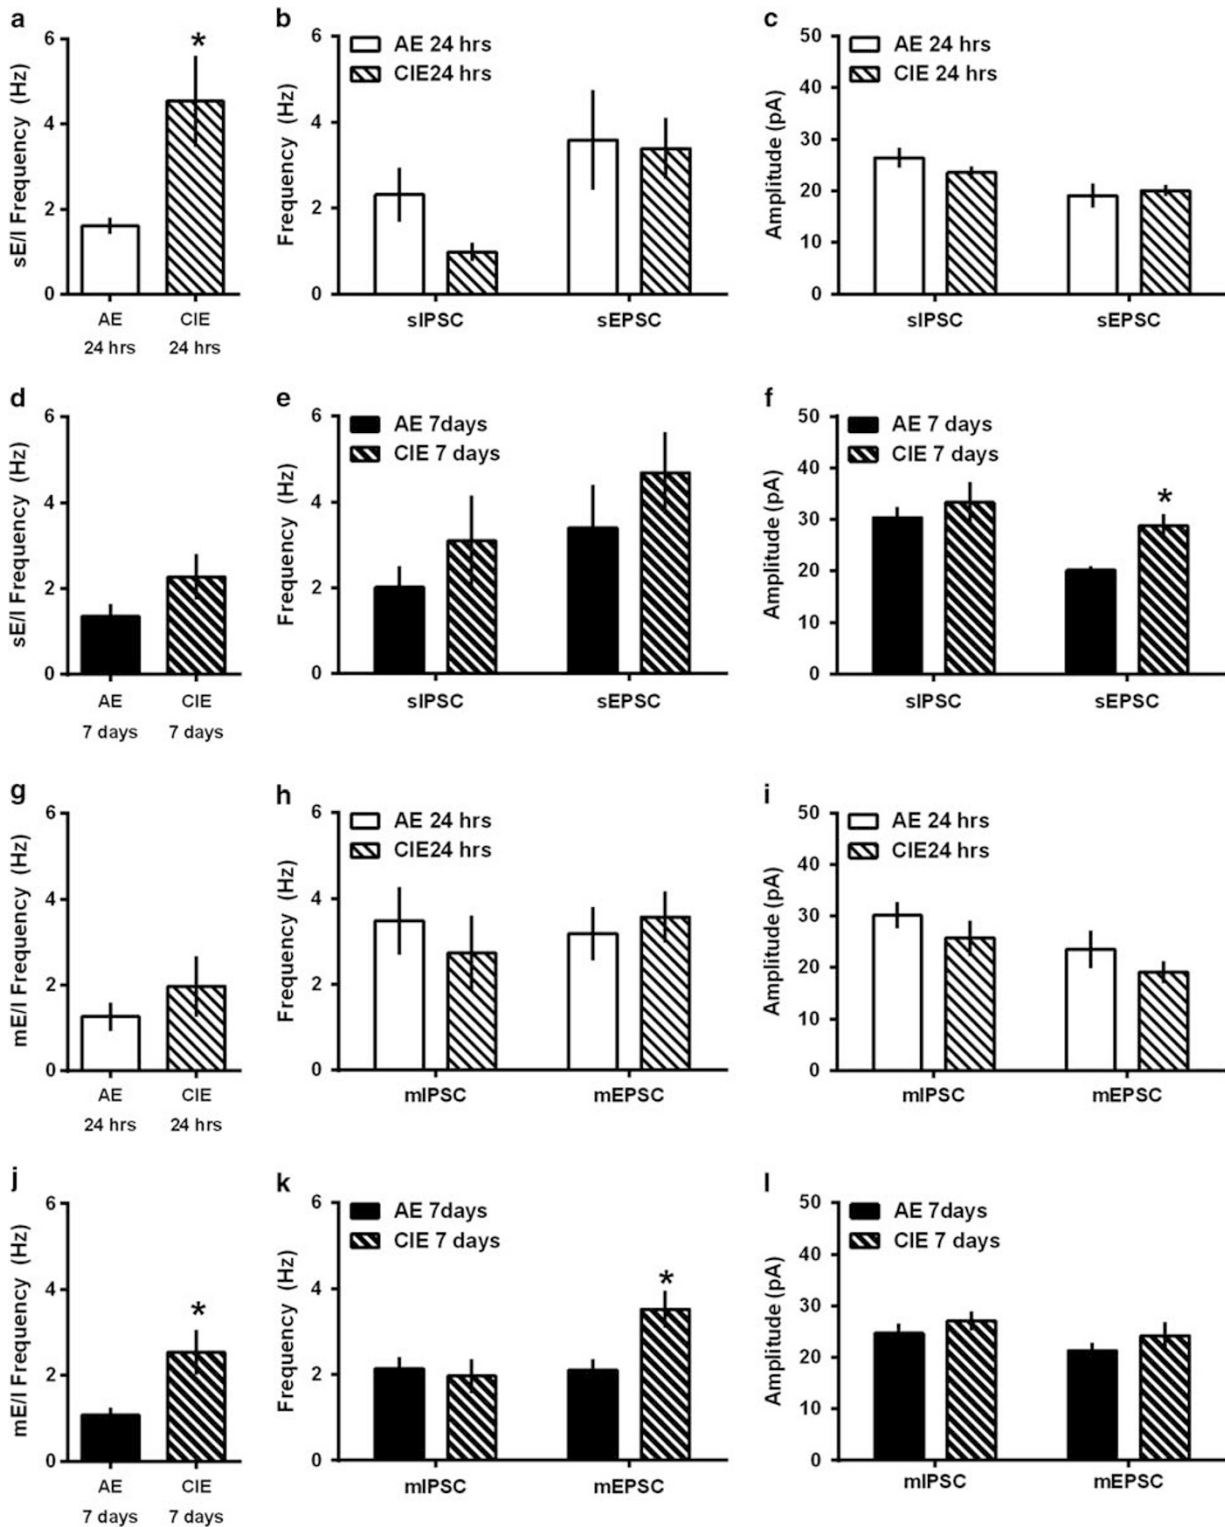 a
sE/I Frequency (Hz)
6
4
2
0
*
AE
24 hrs
CIE
24 hrs
b
Frequency (Hz)
6
4
2
0
AE 24 hrs
CIE24 hrs
sIPSC
sEPSC
c
Amplitude (pA)
50
40
30
20
10
0
AE 24 hrs
CIE 24 hrs
sIPSC
sEPSC
d
sE/I Frequency (Hz)
6
4
2
0
AE
7 days
CIE
7 days
e
Frequency (Hz)
6
4
2
0
AE 7days
CIE 7 days
sIPSC
sEPSC
f
Amplitude (pA)
50
40
30
20
10
0
AE 7 days
CIE 7 days
*
sIPSC
sEPSC
g
mE/I Frequency (Hz)
6
4
2
0
AE
24 hrs
CIE
24 hrs
h
Frequency (Hz)
6
4
2
0
AE 24 hrs
CIE24 hrs
mIPSC
mEPSC
i
Amplitude (pA)
50
40
30
20
10
0
AE 24 hrs
CIE24 hrs
mIPSC
mEPSC
j
mE/I Frequency (Hz)
6
4
2
0
*
AE
7 days
CIE
7 days
k
Frequency (Hz)
6
4
2
0
AE 7days
CIE 7 days
*
mIPSC
mEPSC
l
Amplitude (pA)
50
40
30
20
10
0
AE 7days
CIE 7 days
mIPSC
mEPSC